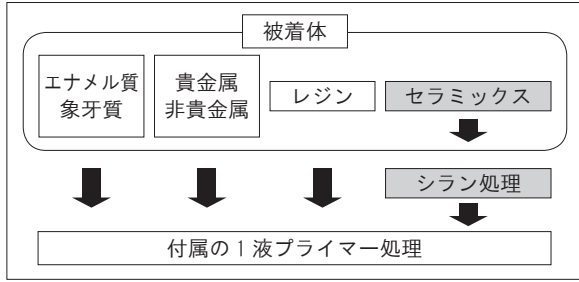 被着体
エナメル質
象牙質
貴金属
非貴金属
レジン
セラミックス
シラン処理
付属の1液プライマー処理